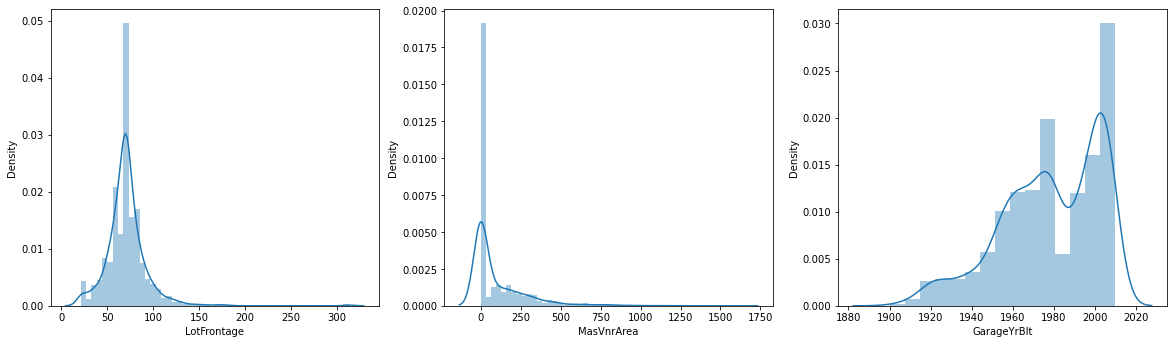 0.05
0.04
0.03
0.02
0.01
0.00
Density
0 50 100 150 200 250 300
LotFrontage
0.0200
0.0175
0.0150
0.0125
0.0100
0.0075
0.0050
0.0025
0.0000
Density
0 250 500 750 1000 1250 1500 1750
MasVnrArea
0.030
0.025
0.020
0.015
0.010
0.005
0.000
Density
1880 1900 1920 1940 1960 1980 2000 2020
GarageYrBlt